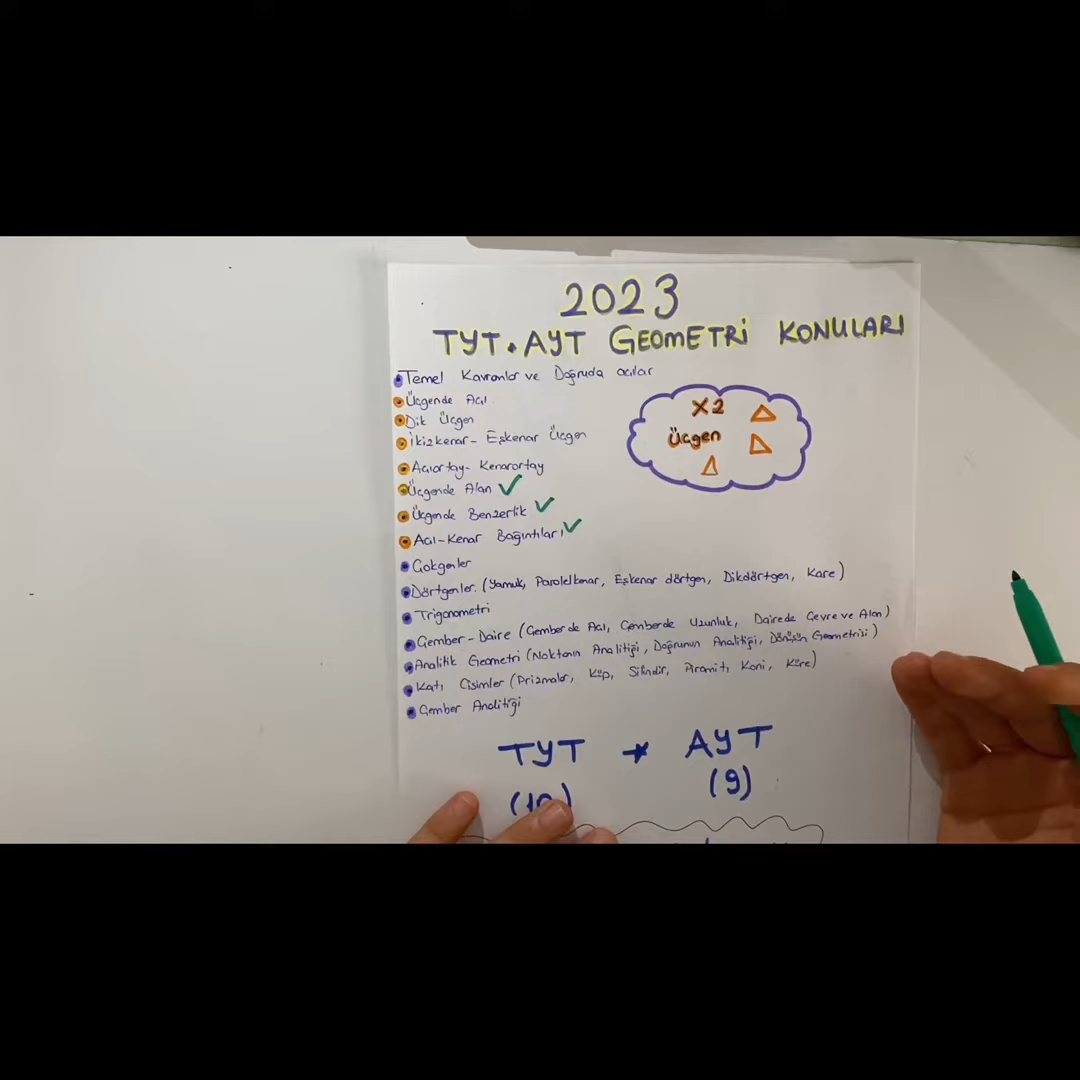 2023
TYT.AYT GEOMETRİ KONULARI
Temel Kavramlar ve Doğruda açılar
Üçgende Açı
Dik Üçgen
İkizkenar-Eşkenar Üçgen
Açıortay-Kenarortay
Üçgende Alan ✓
Üçgende Benzerlik ✓
Açı-Kenar Bağıntıları ✓
X2
Üçgen
Çokgenler
Dörtgenler. (Yamuk, Paralelkenar, Eşkenar dörtgen, Dikdörtgen, Kare)
Trigonometri
Çember-Daire (Çemberde Açı, Çemberde Uzunluk, Dairede Çevre ve Alan)
Analitik Geometri (Noktanın Analitiği, Doğrunun Analitiği, Dönüşüm Geometrisi)
Katı Cisimler (Prizmalar, Küp, Silindir, Piramit, Koni, Küre)
Çember Analitiği
TYT * AYT
(9)